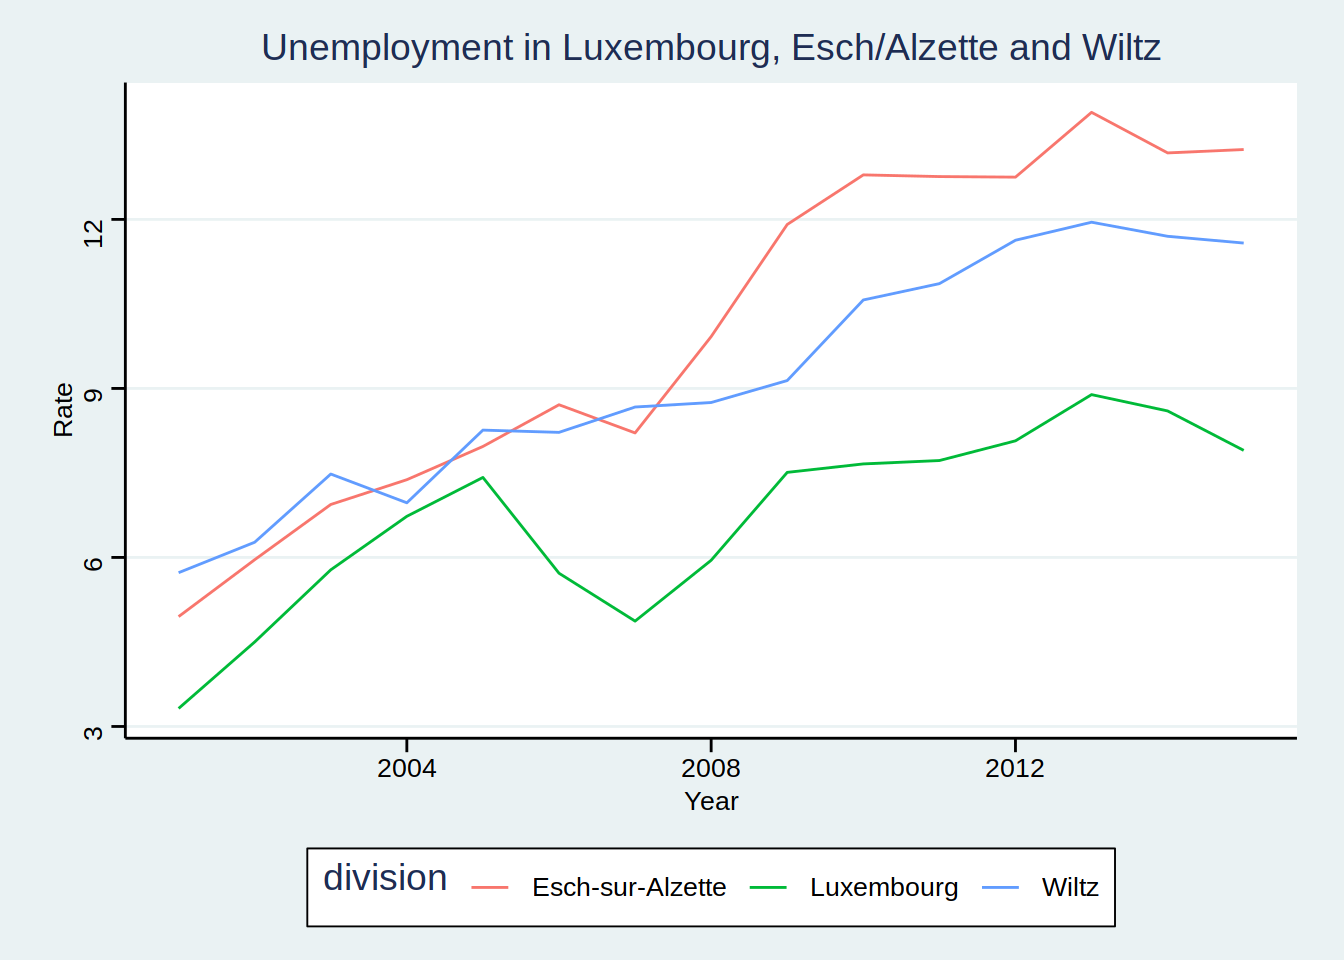 Unemployment in Luxembourg, Esch/Alzette and Wiltz
Rate
12
9
6
3
2004 2008 2012
Year
division Esch-sur-Alzette Luxembourg Wiltz